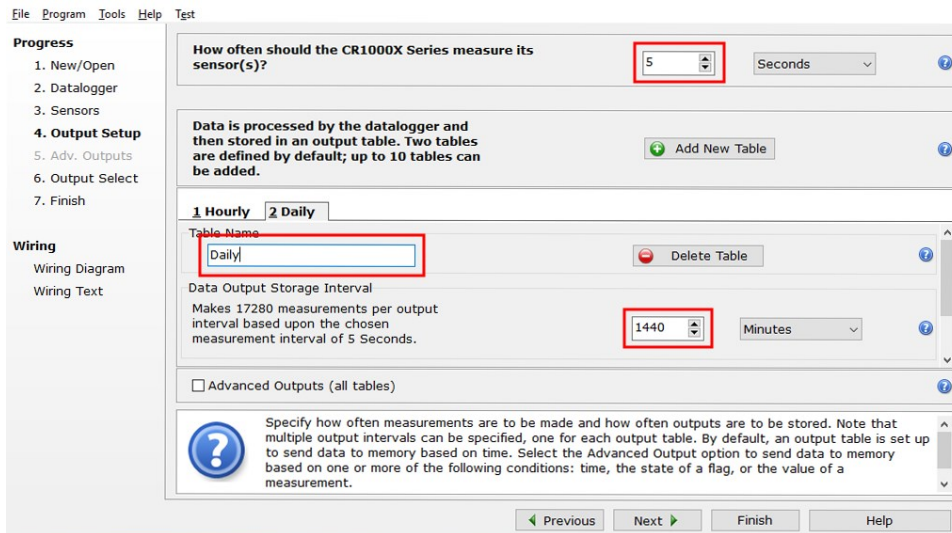 File Program Tools Help Test
Progress
1. New/Open
2. Datalogger
3. Sensors
4. Output Setup
5. Adv. Outputs
6. Output Select
7. Finish
Wiring
Wiring Diagram
Wiring Text
How often should the CR1000X Series measure its
sensor(s)?
5
Seconds
Data is processed by the datalogger and
then stored in an output table. Two tables
are defined by default; up to 10 tables can
be added.
Add New Table
1 Hourly 2 Daily
Table Name
Daily
Delete Table
Data Output Storage Interval
Makes 17280 measurements per output
interval based upon the chosen
measurement interval of 5 Seconds.
1440
Minutes
Advanced Outputs (all tables)
Specify how often measurements are to be made and how often outputs are to be stored. Note that
multiple output intervals can be specified, one for each output table. By default, an output table is set up
to send data to memory based on time. Select the Advanced Output option to send data to memory
based on one or more of the following conditions: time, the state of a flag, or the value of a
measurement.
Previous Next Finish Help